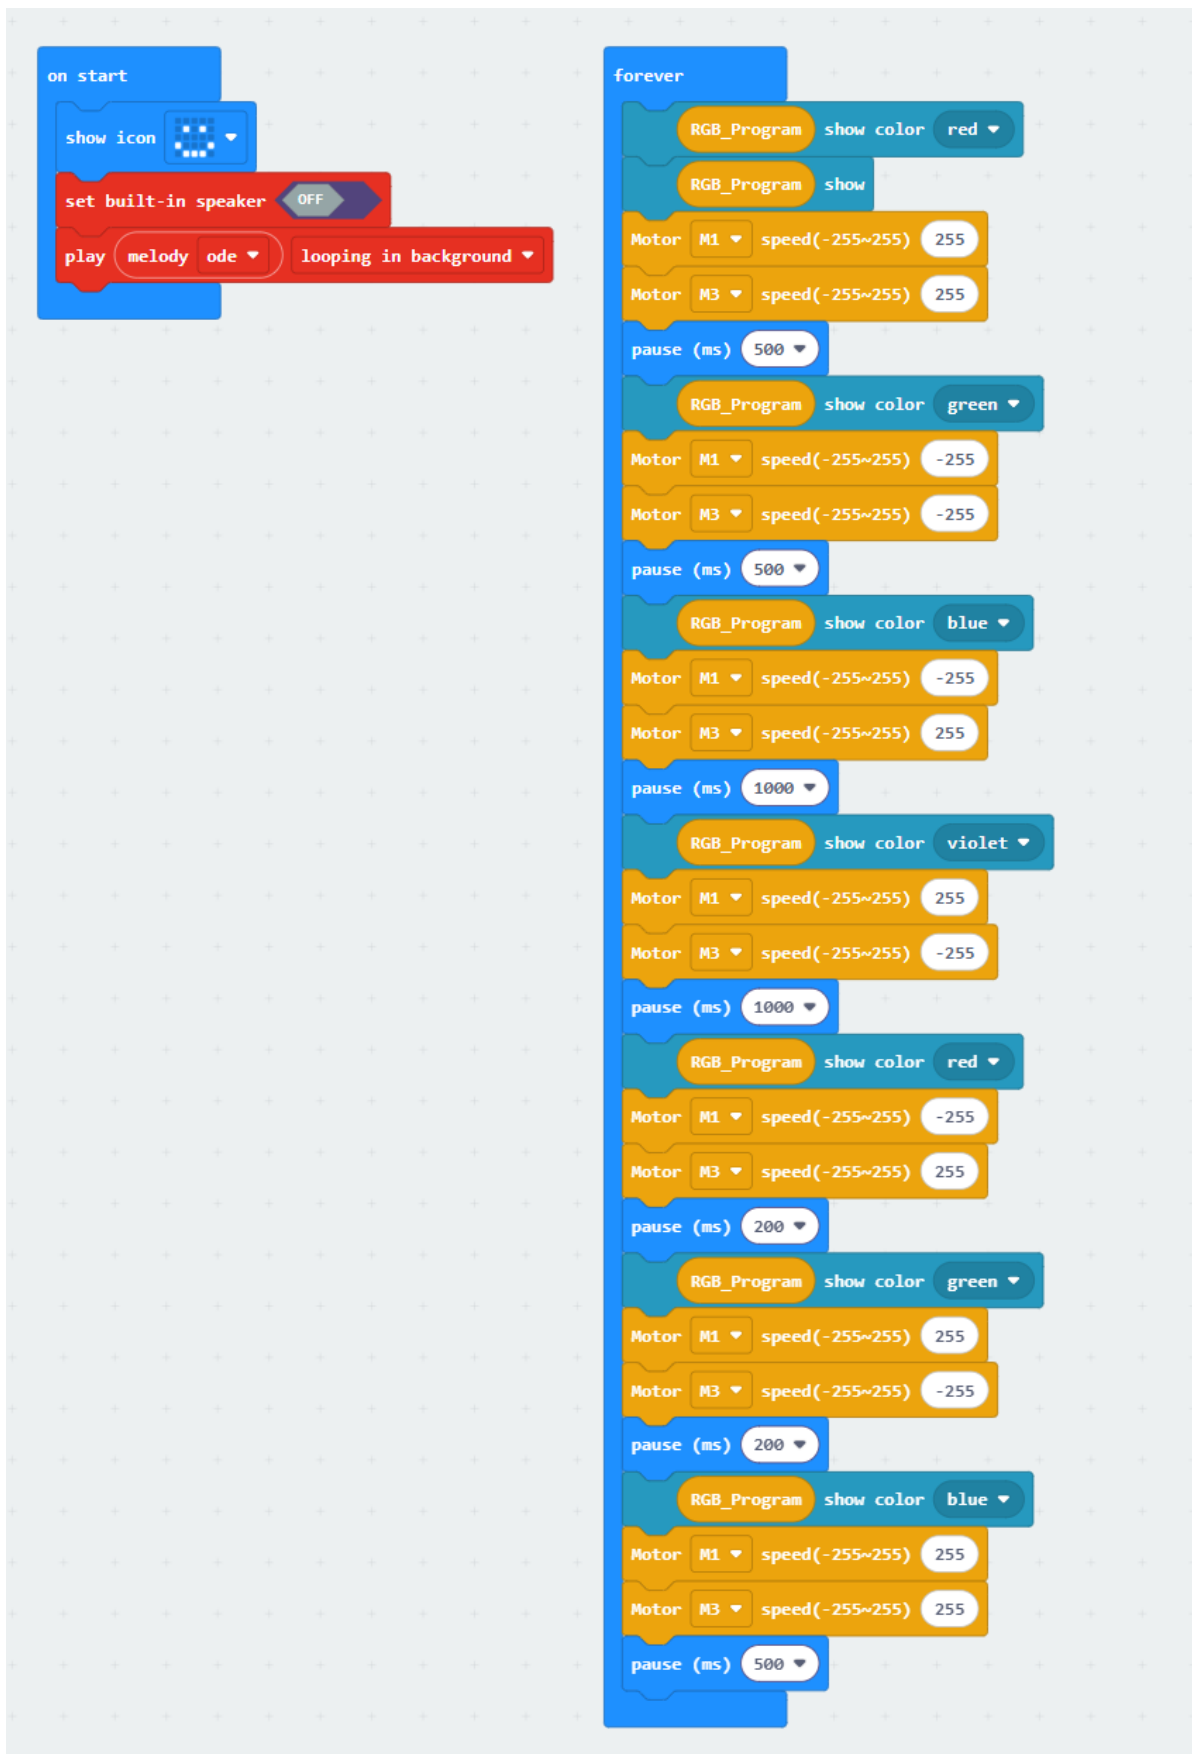 on start
show icon
set built-in speaker OFF
play melody ode looping in background
forever
RGB_Program show color red
RGB_Program show
Motor M1 speed(-255~255) 255
Motor M3 speed(-255~255) 255
pause (ms) 500
RGB_Program show color green
Motor M1 speed(-255~255) -255
Motor M3 speed(-255~255) -255
pause (ms) 500
RGB_Program show color blue
Motor M1 speed(-255~255) -255
Motor M3 speed(-255~255) 255
pause (ms) 1000
RGB_Program show color violet
Motor M1 speed(-255~255) 255
Motor M3 speed(-255~255) -255
pause (ms) 1000
RGB_Program show color red
Motor M1 speed(-255~255) -255
Motor M3 speed(-255~255) 255
pause (ms) 200
RGB_Program show color green
Motor M1 speed(-255~255) 255
Motor M3 speed(-255~255) -255
pause (ms) 200
RGB_Program show color blue
Motor M1 speed(-255~255) 255
Motor M3 speed(-255~255) 255
pause (ms) 500